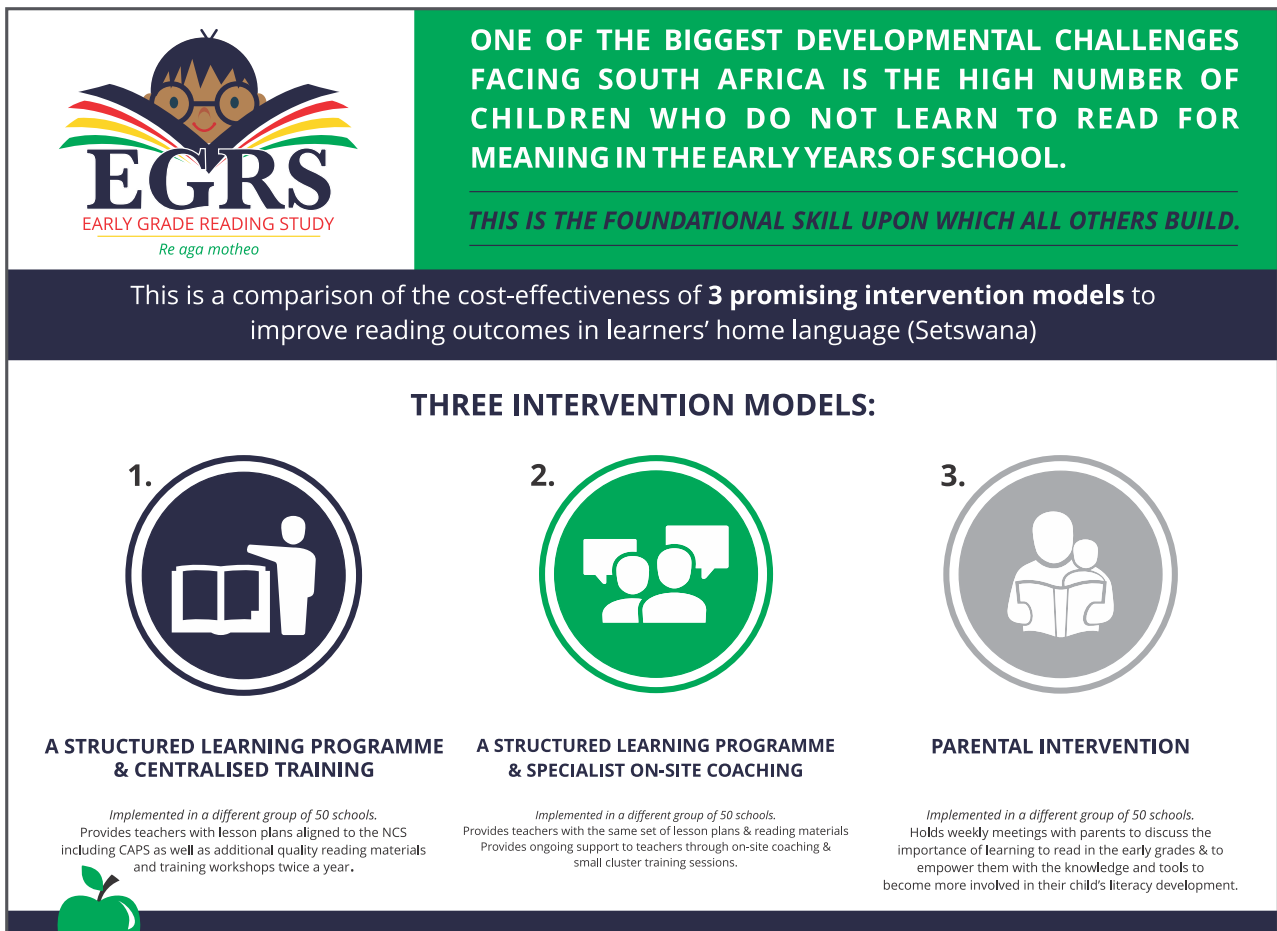 EGRS
EARLY GRADE READING STUDY
Re aga motheo
ONE OF THE BIGGEST DEVELOPMENTAL CHALLENGES
FACING SOUTH AFRICA IS THE HIGH NUMBER OF
CHILDREN WHO DO NOT LEARN TO READ FOR
MEANING IN THE EARLY YEARS OF SCHOOL.
THIS IS THE FOUNDATIONAL SKILL UPON WHICH ALL OTHERS BUILD.
This is a comparison of the cost-effectiveness of 3 promising intervention models to
improve reading outcomes in learners’ home language (Setswana)
THREE INTERVENTION MODELS:
1.
A STRUCTURED LEARNING PROGRAMME
& CENTRALISED TRAINING
Implemented in a different group of 50 schools.
Provides teachers with lesson plans aligned to the NCS
including CAPS as well as additional quality reading materials
and training workshops twice a year.
2.
A STRUCTURED LEARNING PROGRAMME
& SPECIALIST ON-SITE COACHING
Implemented in a different group of 50 schools.
Provides teachers with the same set of lesson plans & reading materials
Provides ongoing support to teachers through on-site coaching &
small cluster training sessions.
3.
PARENTAL INTERVENTION
Implemented in a different group of 50 schools.
Holds weekly meetings with parents to discuss the
importance of learning to read in the early grades & to
empower them with the knowledge and tools to
become more involved in their child’s literacy development.